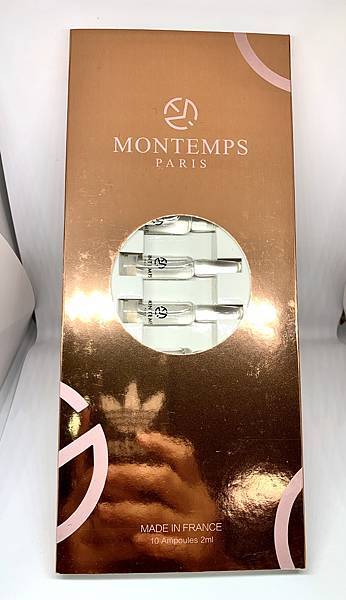 MONTEMPS
PARIS
MADE IN FRANCE
10 Ampoules 2ml